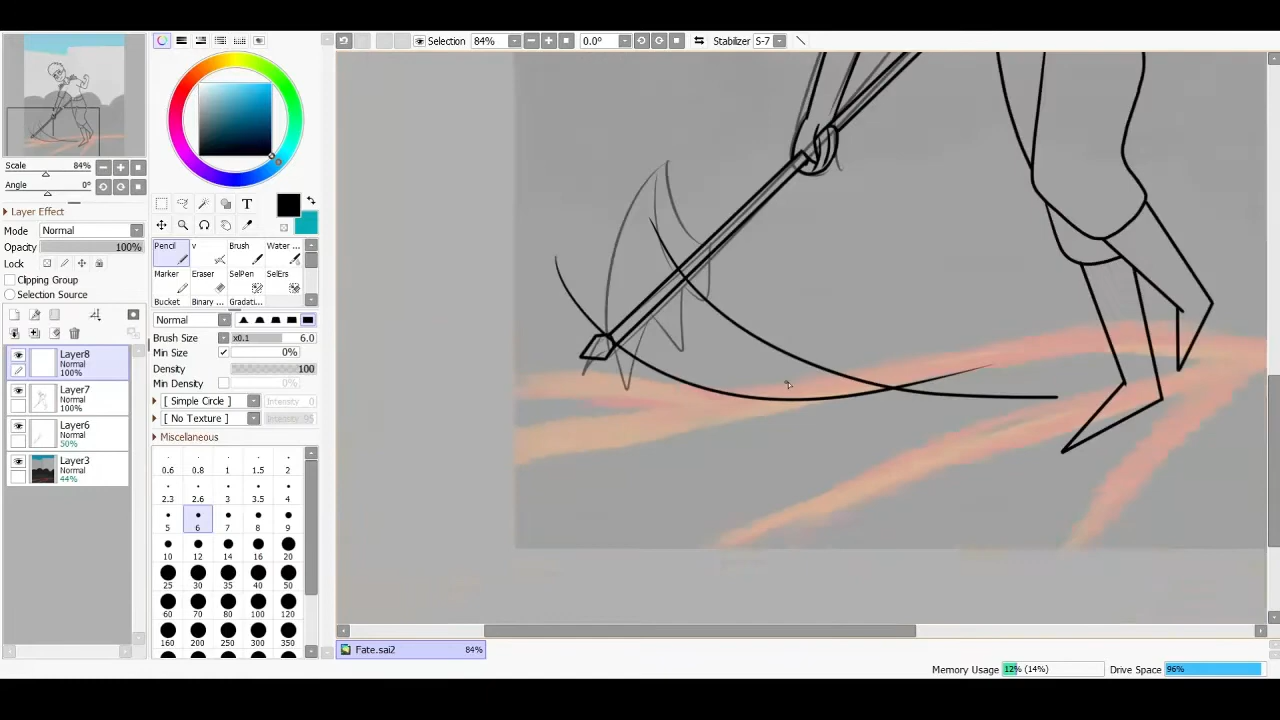 Selection 84% 0.0° Stabilizer S-7
Scale 84%
Angle 0°
Layer Effect
Mode Normal
Opacity 100%
Lock
Clipping Group
Selection Source
Layer8
Normal
100%
Layer7
Normal
100%
Layer6
Normal
50%
Layer3
Normal
44%
T
Pencil v Brush Water ...
Marker Eraser SelPen SelErs
Bucket Binary ... Gradati...
Normal
Brush Size x0.1 6.0
Min Size 0%
Density 100
Min Density 0%
[ Simple Circle ] Intensity 0
[ No Texture ] Intensity 95
Miscellaneous
0.6 0.8 1 1.5 2
2.3 2.6 3 3.5 4
5 6 7 8 9
10 12 14 16 20
25 30 35 40 50
60 70 80 100 120
160 200 250 300 350
Fate.sai2 84%
Memory Usage 12% (14%) Drive Space 96%